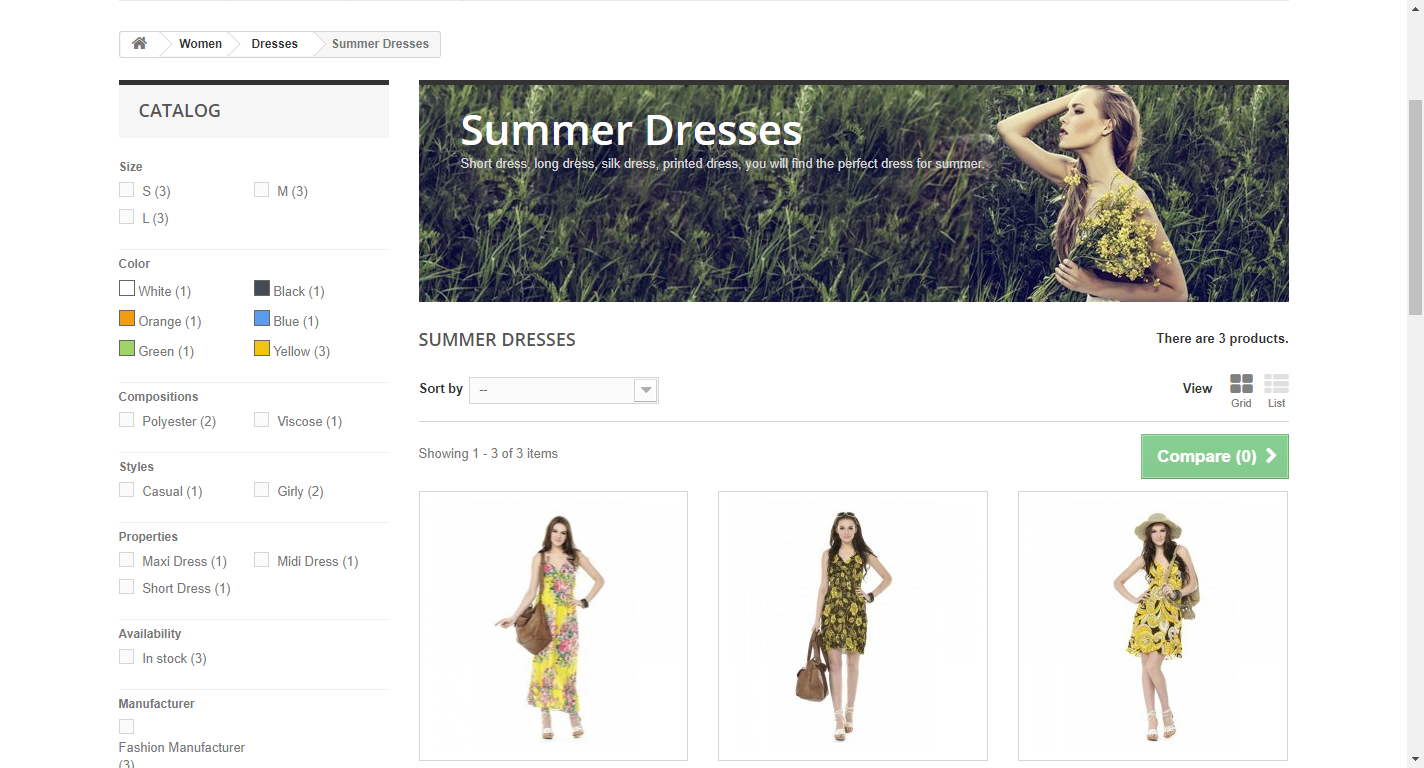 Women
Dresses
Summer Dresses
CATALOG
Size
S (3)
M (3)
L (3)
Color
White (1)
Black (1)
Orange (1)
Blue (1)
Green (1)
Yellow (3)
Compositions
Polyester (2)
Viscose (1)
Styles
Casual (1)
Girly (2)
Properties
Maxi Dress (1)
Midi Dress (1)
Short Dress (1)
Availability
In stock (3)
Manufacturer
Fashion Manufacturer
(3)
Summer Dresses
Short dress, long dress, silk dress, printed dress, you will find the perfect dress for summer.
SUMMER DRESSES
There are 3 products.
Sort by
--
View
Grid
List
Showing 1 - 3 of 3 items
Compare (0)